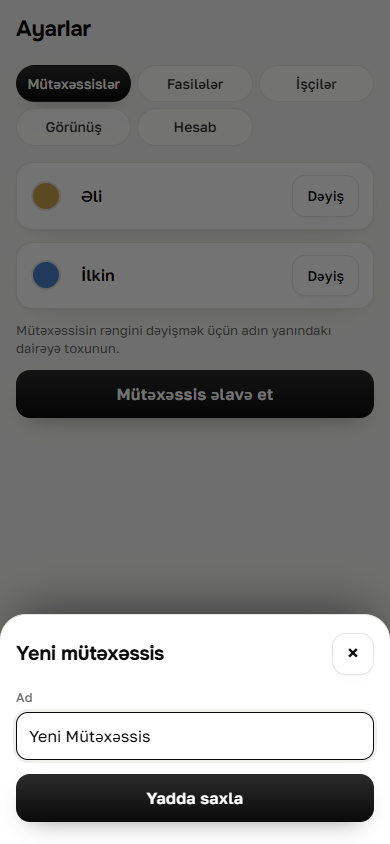 Ayarlar
Mütəxəssislər
Fasilələr
İşçilər
Görünüş
Hesab
Əli
Dəyiş
İlkin
Dəyiş
Mütəxəssisin rəngini dəyişmək üçün adın yanındakı
dairəyə toxunun.
Mütəxəssis əlavə et
Yeni mütəxəssis
×
Ad
Yeni Mütəxəssis
Yadda saxla